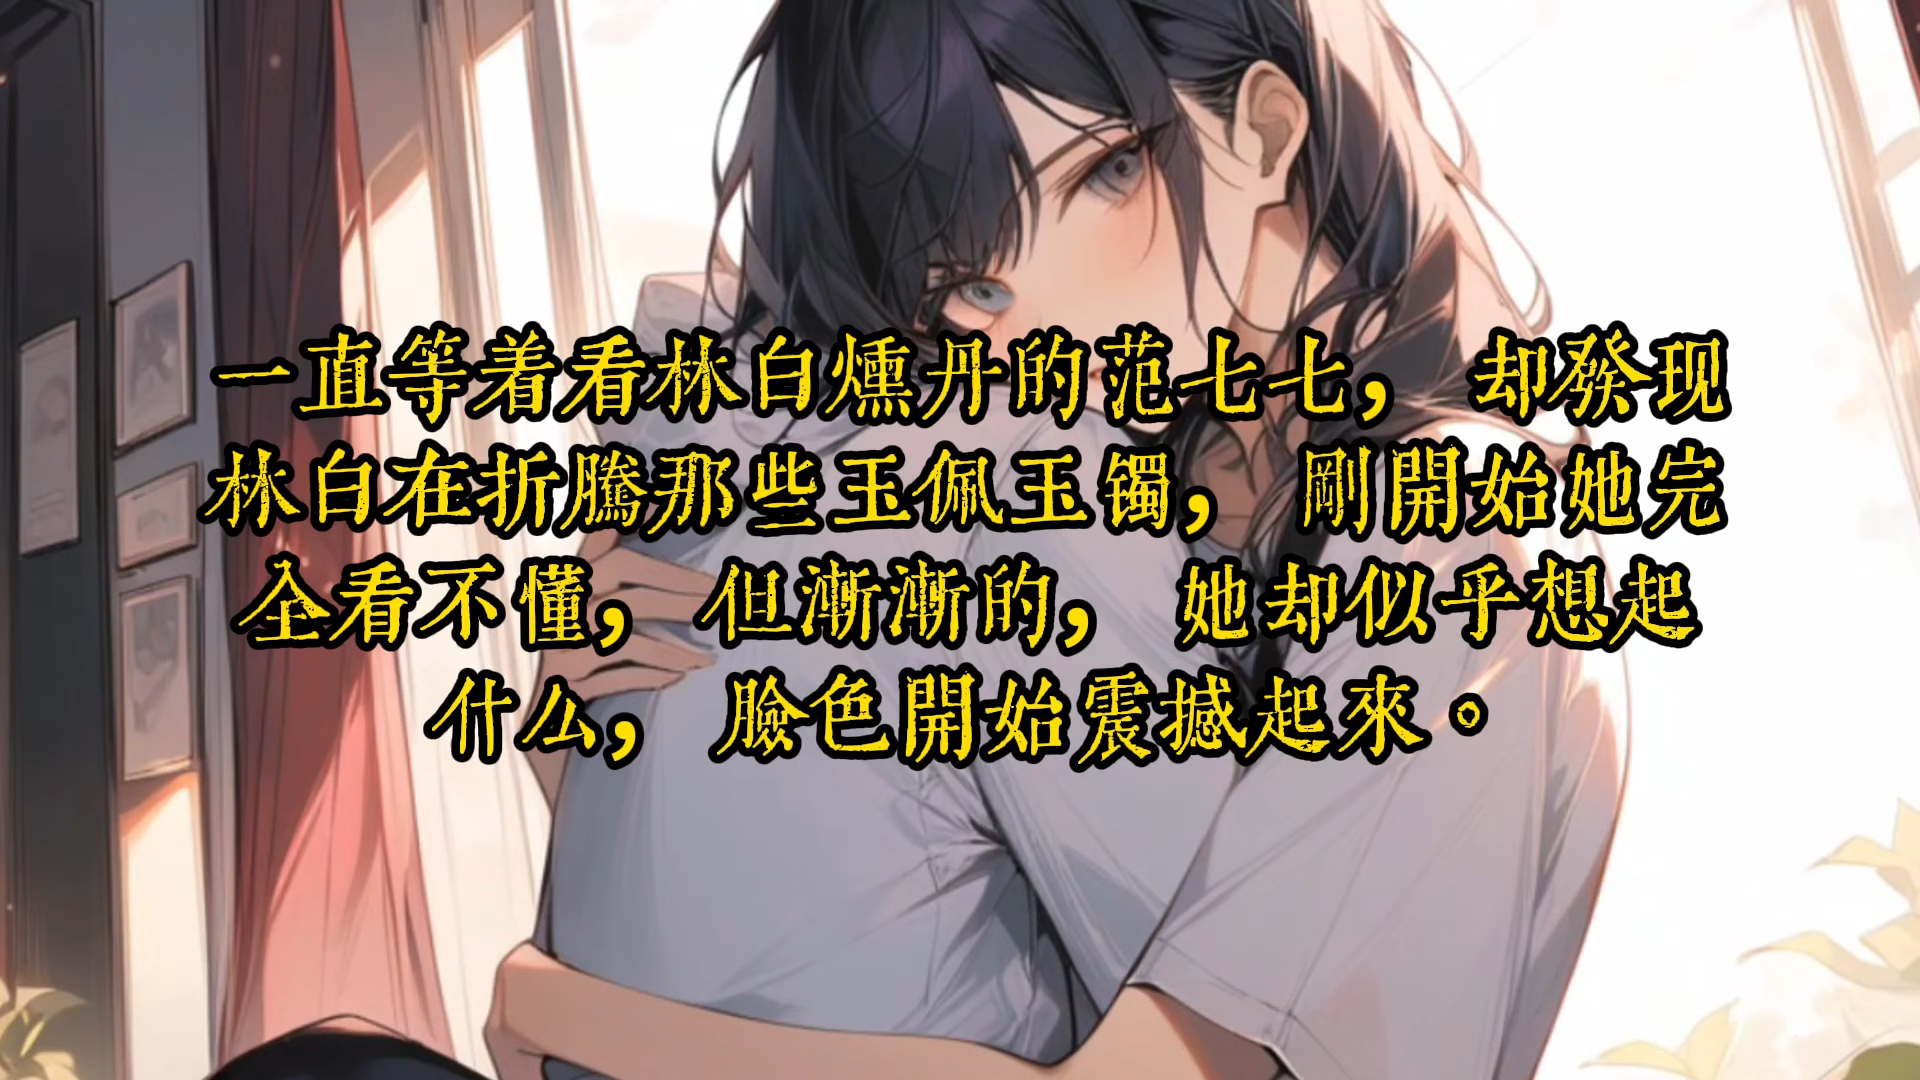 一直等着看林白燻丹的范七七，却發现
林白在折騰那些玉佩玉镯，剛開始她完
全看不懂，但漸漸的，她却似乎想起
什么，臉色開始震撼起來。